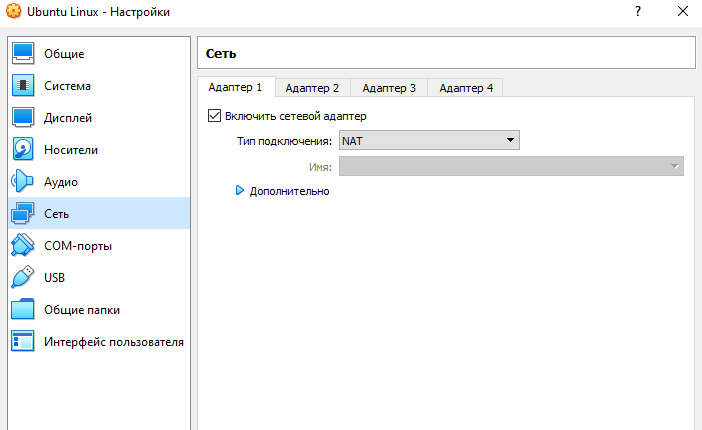 Ubuntu Linux - Настройки
?
Общие
Система
Дисплей
Носители
Аудио
Сеть
COM-порты
USB
Общие папки
Интерфейс пользователя
Сеть
Адаптер 1 Адаптер 2 Адаптер 3 Адаптер 4
Включить сетевой адаптер
Тип подключения: NAT
Имя:
Дополнительно